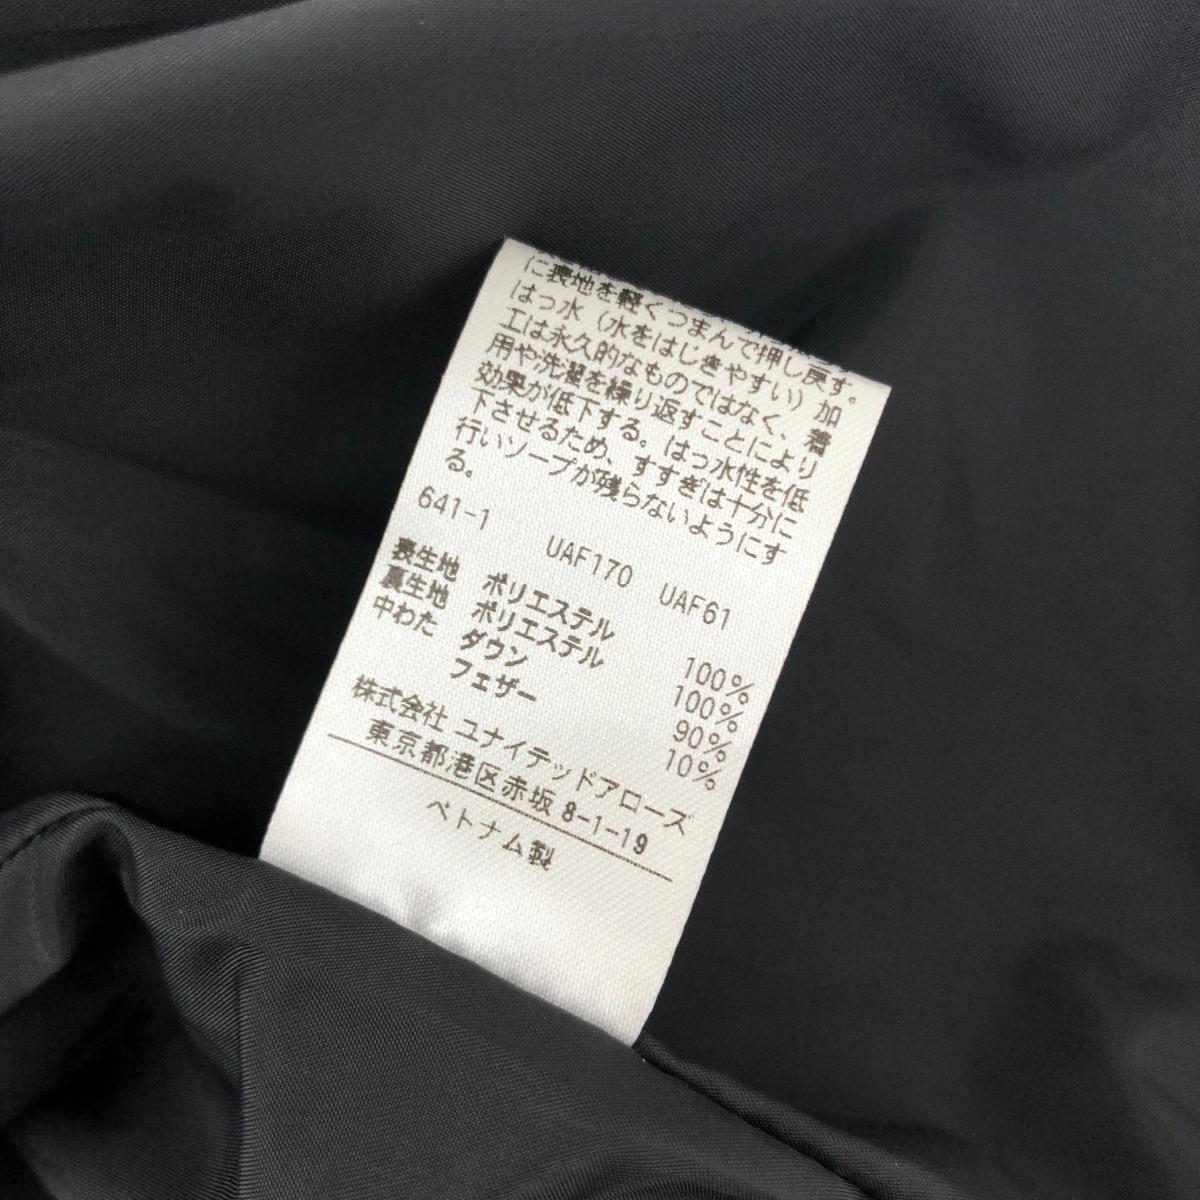 に裏地を軽くつまんで押し戻す。
はっ水（水をはじきやすい）加
工は永久的なものではなく、着
用や洗濯を繰り返すことにより
効果が低下する。はっ水性を低
下させるため、すすぎは十分に
行いソープが残らないようにす
る。
641-1 UAF170 UAF61
表生地 ポリエステル 100%
裏生地 ポリエステル 100%
中わた ダウン 90%
フェザー 10%
株式会社 ユナイテッドアローズ
東京都港区赤坂 8-1-19
ベトナム製